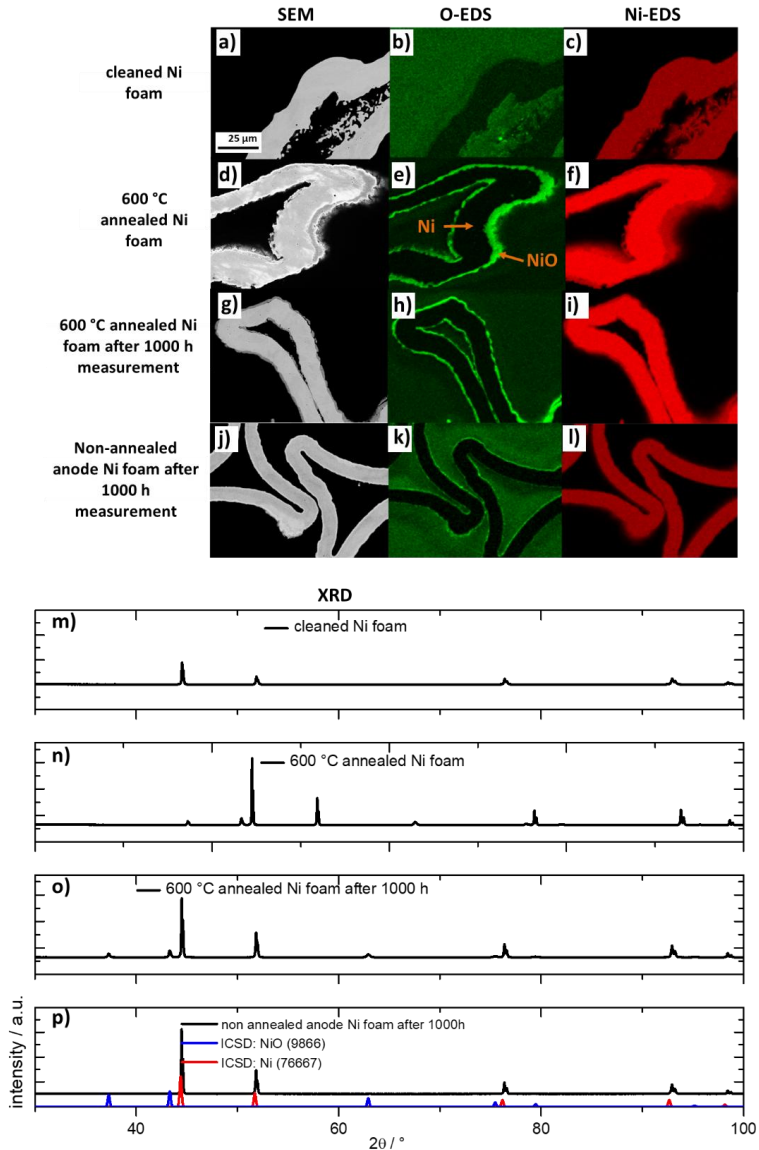 SEM
O-EDS
Ni-EDS
cleaned Ni
foam
a)
25 μm
b)
c)
600 °C
annealed Ni
foam
d)
e)
Ni
NiO
f)
600 °C annealed Ni
foam after 1000 h
measurement
g)
h)
i)
Non-annealed
anode Ni foam after
1000 h
measurement
j)
k)
l)
XRD
m)
cleaned Ni foam
n)
600 °C annealed Ni foam
o)
600 °C annealed Ni foam after 1000 h
p)
non annealed anode Ni foam after 1000h
ICSD: NiO (9866)
ICSD: Ni (76667)
intensity / a.u.
40
60
80
100
2θ / °